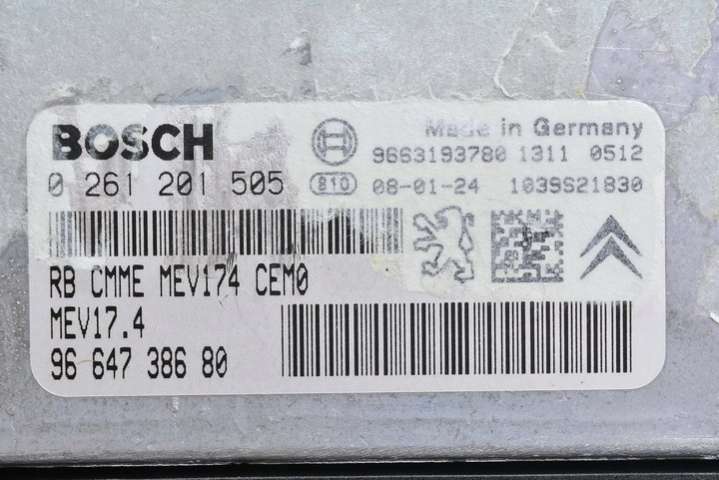 BOSCH
Made in Germany
9663193780 1311 0512
0 261 201 505
910 08-01-24 1039S21830
RB CMME MEV174 CEM0
MEV17.4
96 647 386 80